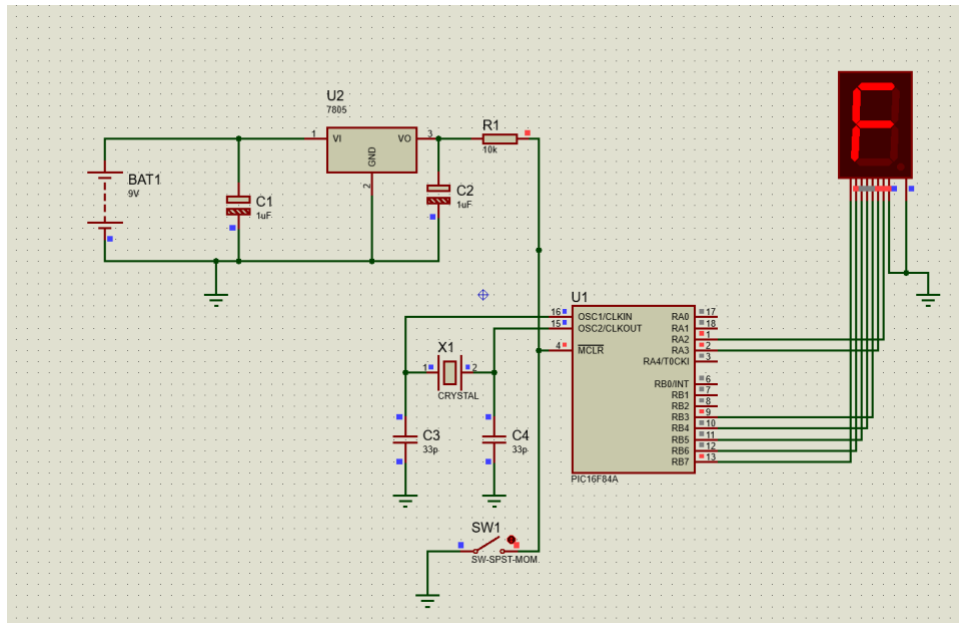 U2
7805
1 VI VO 3
GND
2
R1
10k
BAT1
9V
C1
1uF
C2
1uF
U1
16 OSC1/CLKIN RA0 17
15 OSC2/CLKOUT RA1 18
RA2 1
4 MCLR RA3 2
RA4/T0CKI 3
RB0/INT 6
RB1 7
RB2 8
RB3 9
RB4 10
RB5 11
RB6 12
RB7 13
PIC16F84A
X1
1 2
CRYSTAL
C3
33p
C4
33p
SW1
SW-SPST-MOM
F